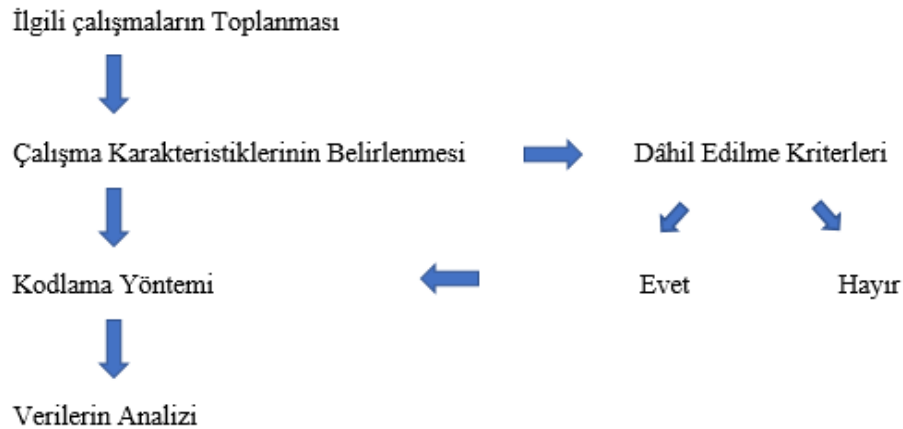 İlgili çalışmaların Toplanması
Çalışma Karakteristiklerinin Belirlenmesi
Dâhil Edilme Kriterleri
Kodlama Yöntemi
Evet
Hayır
Verilerin Analizi